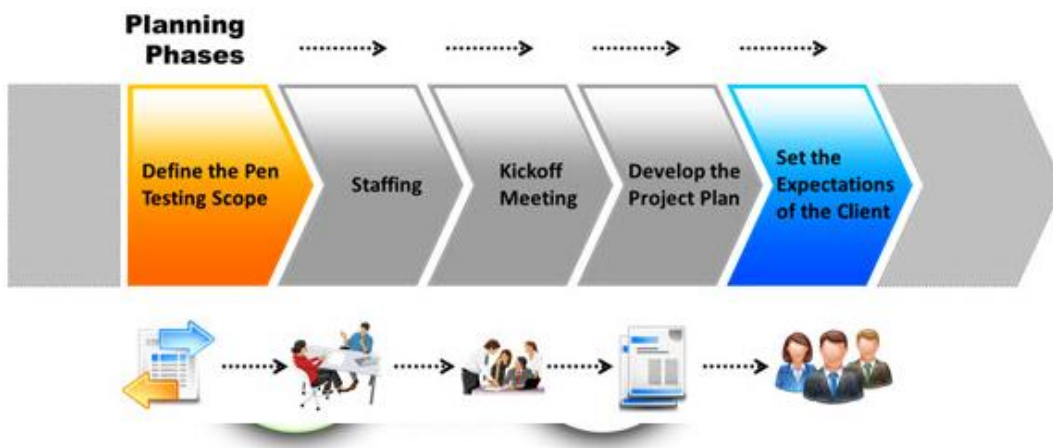 Planning
Phases
Define the Pen
Testing Scope
Staffing
Kickoff
Meeting
Develop the
Project Plan
Set the
Expectations
of the Client